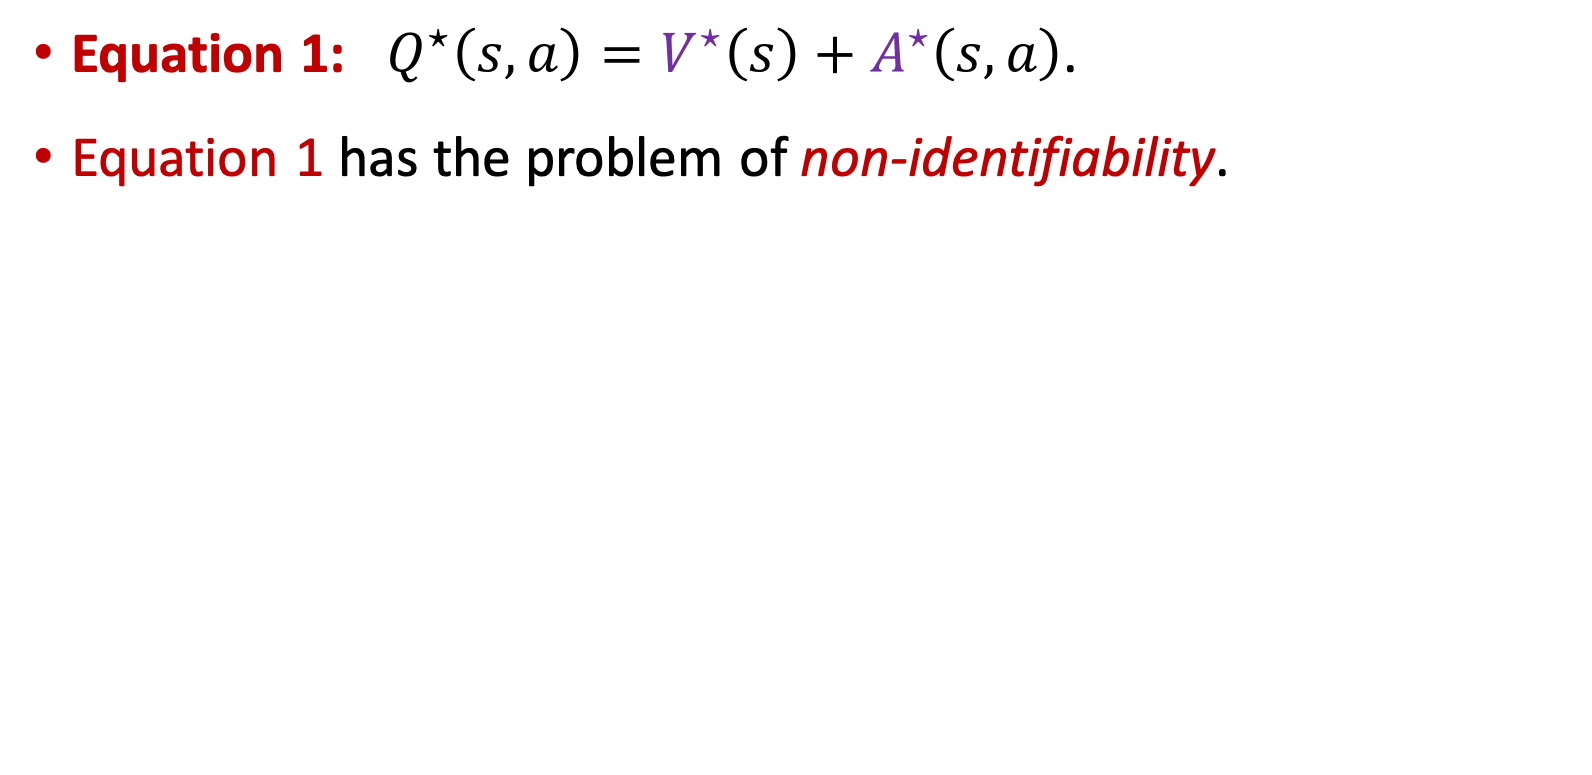 • Equation 1: Q⋆(s, a) = V⋆(s) + A⋆(s, a).
• Equation 1 has the problem of non-identifiability.